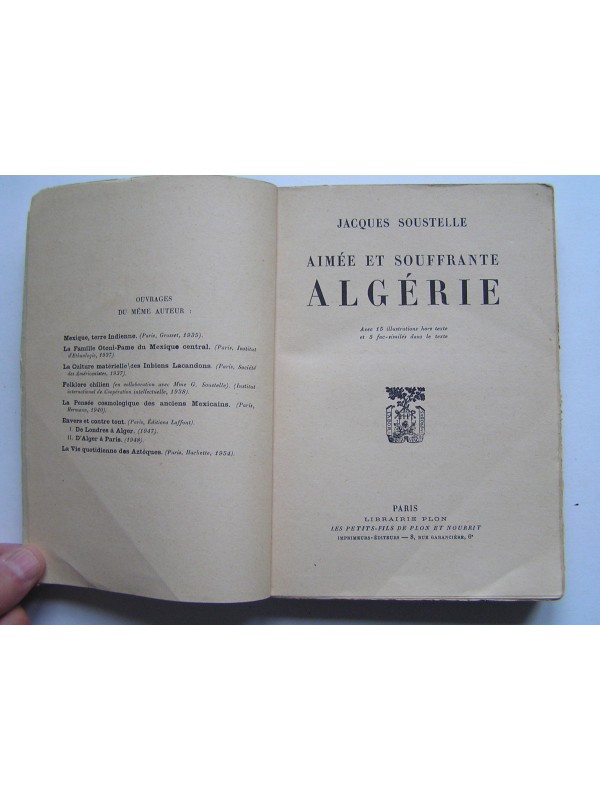 OUVRAGES
DU MÊME AUTEUR :
Mexique, terre indienne. (Paris, Grasset, 1935).
La Famille Otomi-Pame du Mexique central. (Paris, Institut
d'Ethnologie, 1937).
La Culture matérielle des Indiens Lacandons. (Paris, Société
des Américanistes, 1937).
Folklore chilien (en collaboration avec Mme G. Soustelle). (Institut
international de Coopération intellectuelle, 1938).
La Pensée cosmologique des anciens Mexicains. (Paris,
Hermann, 1940).
Envers et contre tout. (Paris, Éditions Laffont)
I. De Londres à Alger. (1947).
II. D'Alger à Paris. (1948).
La Vie quotidienne des Aztèques. (Paris, Hachette, 1954).
JACQUES SOUSTELLE
AIMÉE ET SOUFFRANTE
ALGÉRIE
Avec 15 illustrations hors texte
et 5 fac-similés dans le texte
PARIS
LIBRAIRIE PLON
LES PETITS-FILS DE PLON ET NOURRIT
IMPRIMEURS-ÉDITEURS — 8, RUE GARANCIÈRE, 6ᵉ